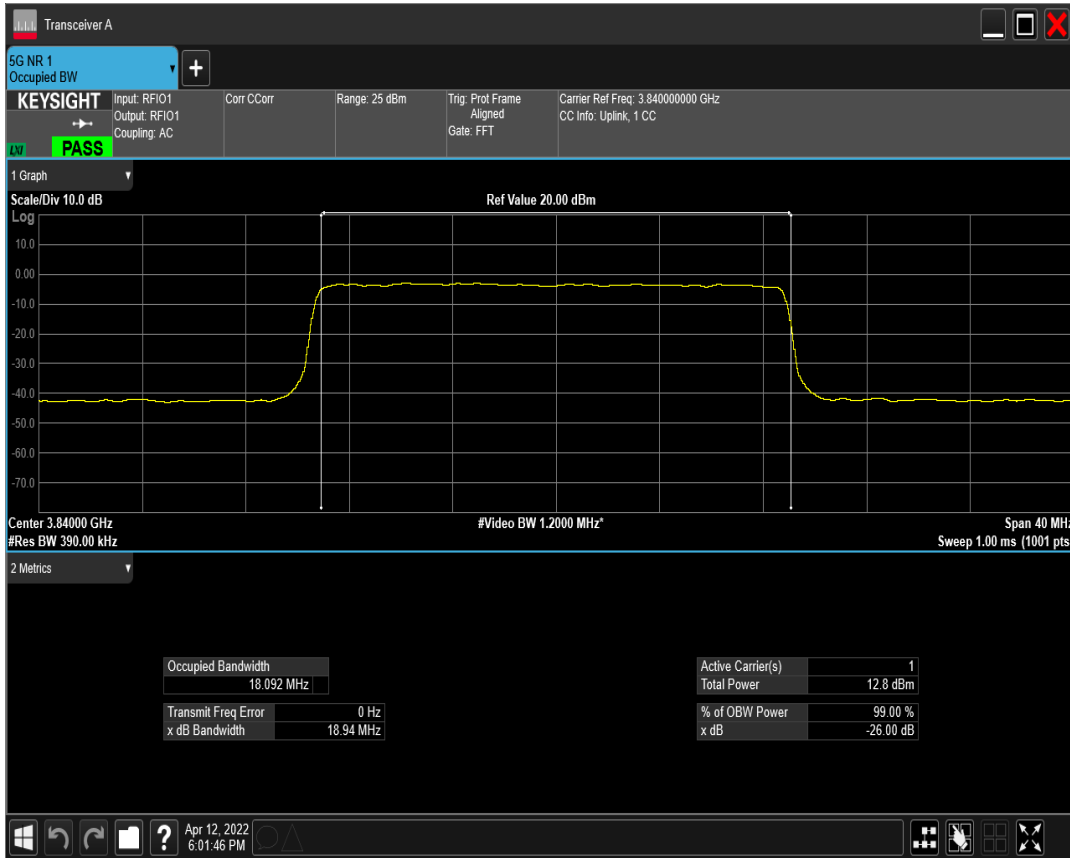 Transceiver A
5G NR 1
Occupied BW
+
KEYSIGHT
LXI
PASS
Input: RFIO1
Output: RFIO1
Coupling: AC
Corr CCorr
Range: 25 dBm
Trig: Prot Frame
Aligned
Gate: FFT
Carrier Ref Freq: 3.840000000 GHz
CC Info: Uplink, 1 CC
1 Graph
Scale/Div 10.0 dB
Ref Value 20.00 dBm
Log
10.0
0.00
-10.0
-20.0
-30.0
-40.0
-50.0
-60.0
-70.0
Center 3.84000 GHz
#Video BW 1.2000 MHz*
Span 40 MHz
#Res BW 390.00 kHz
Sweep 1.00 ms (1001 pts
2 Metrics
Occupied Bandwidth
18.092 MHz
Transmit Freq Error 0 Hz
x dB Bandwidth 18.94 MHz
Active Carrier(s) 1
Total Power 12.8 dBm
% of OBW Power 99.00 %
x dB -26.00 dB
?
Apr 12, 2022
6:01:46 PM